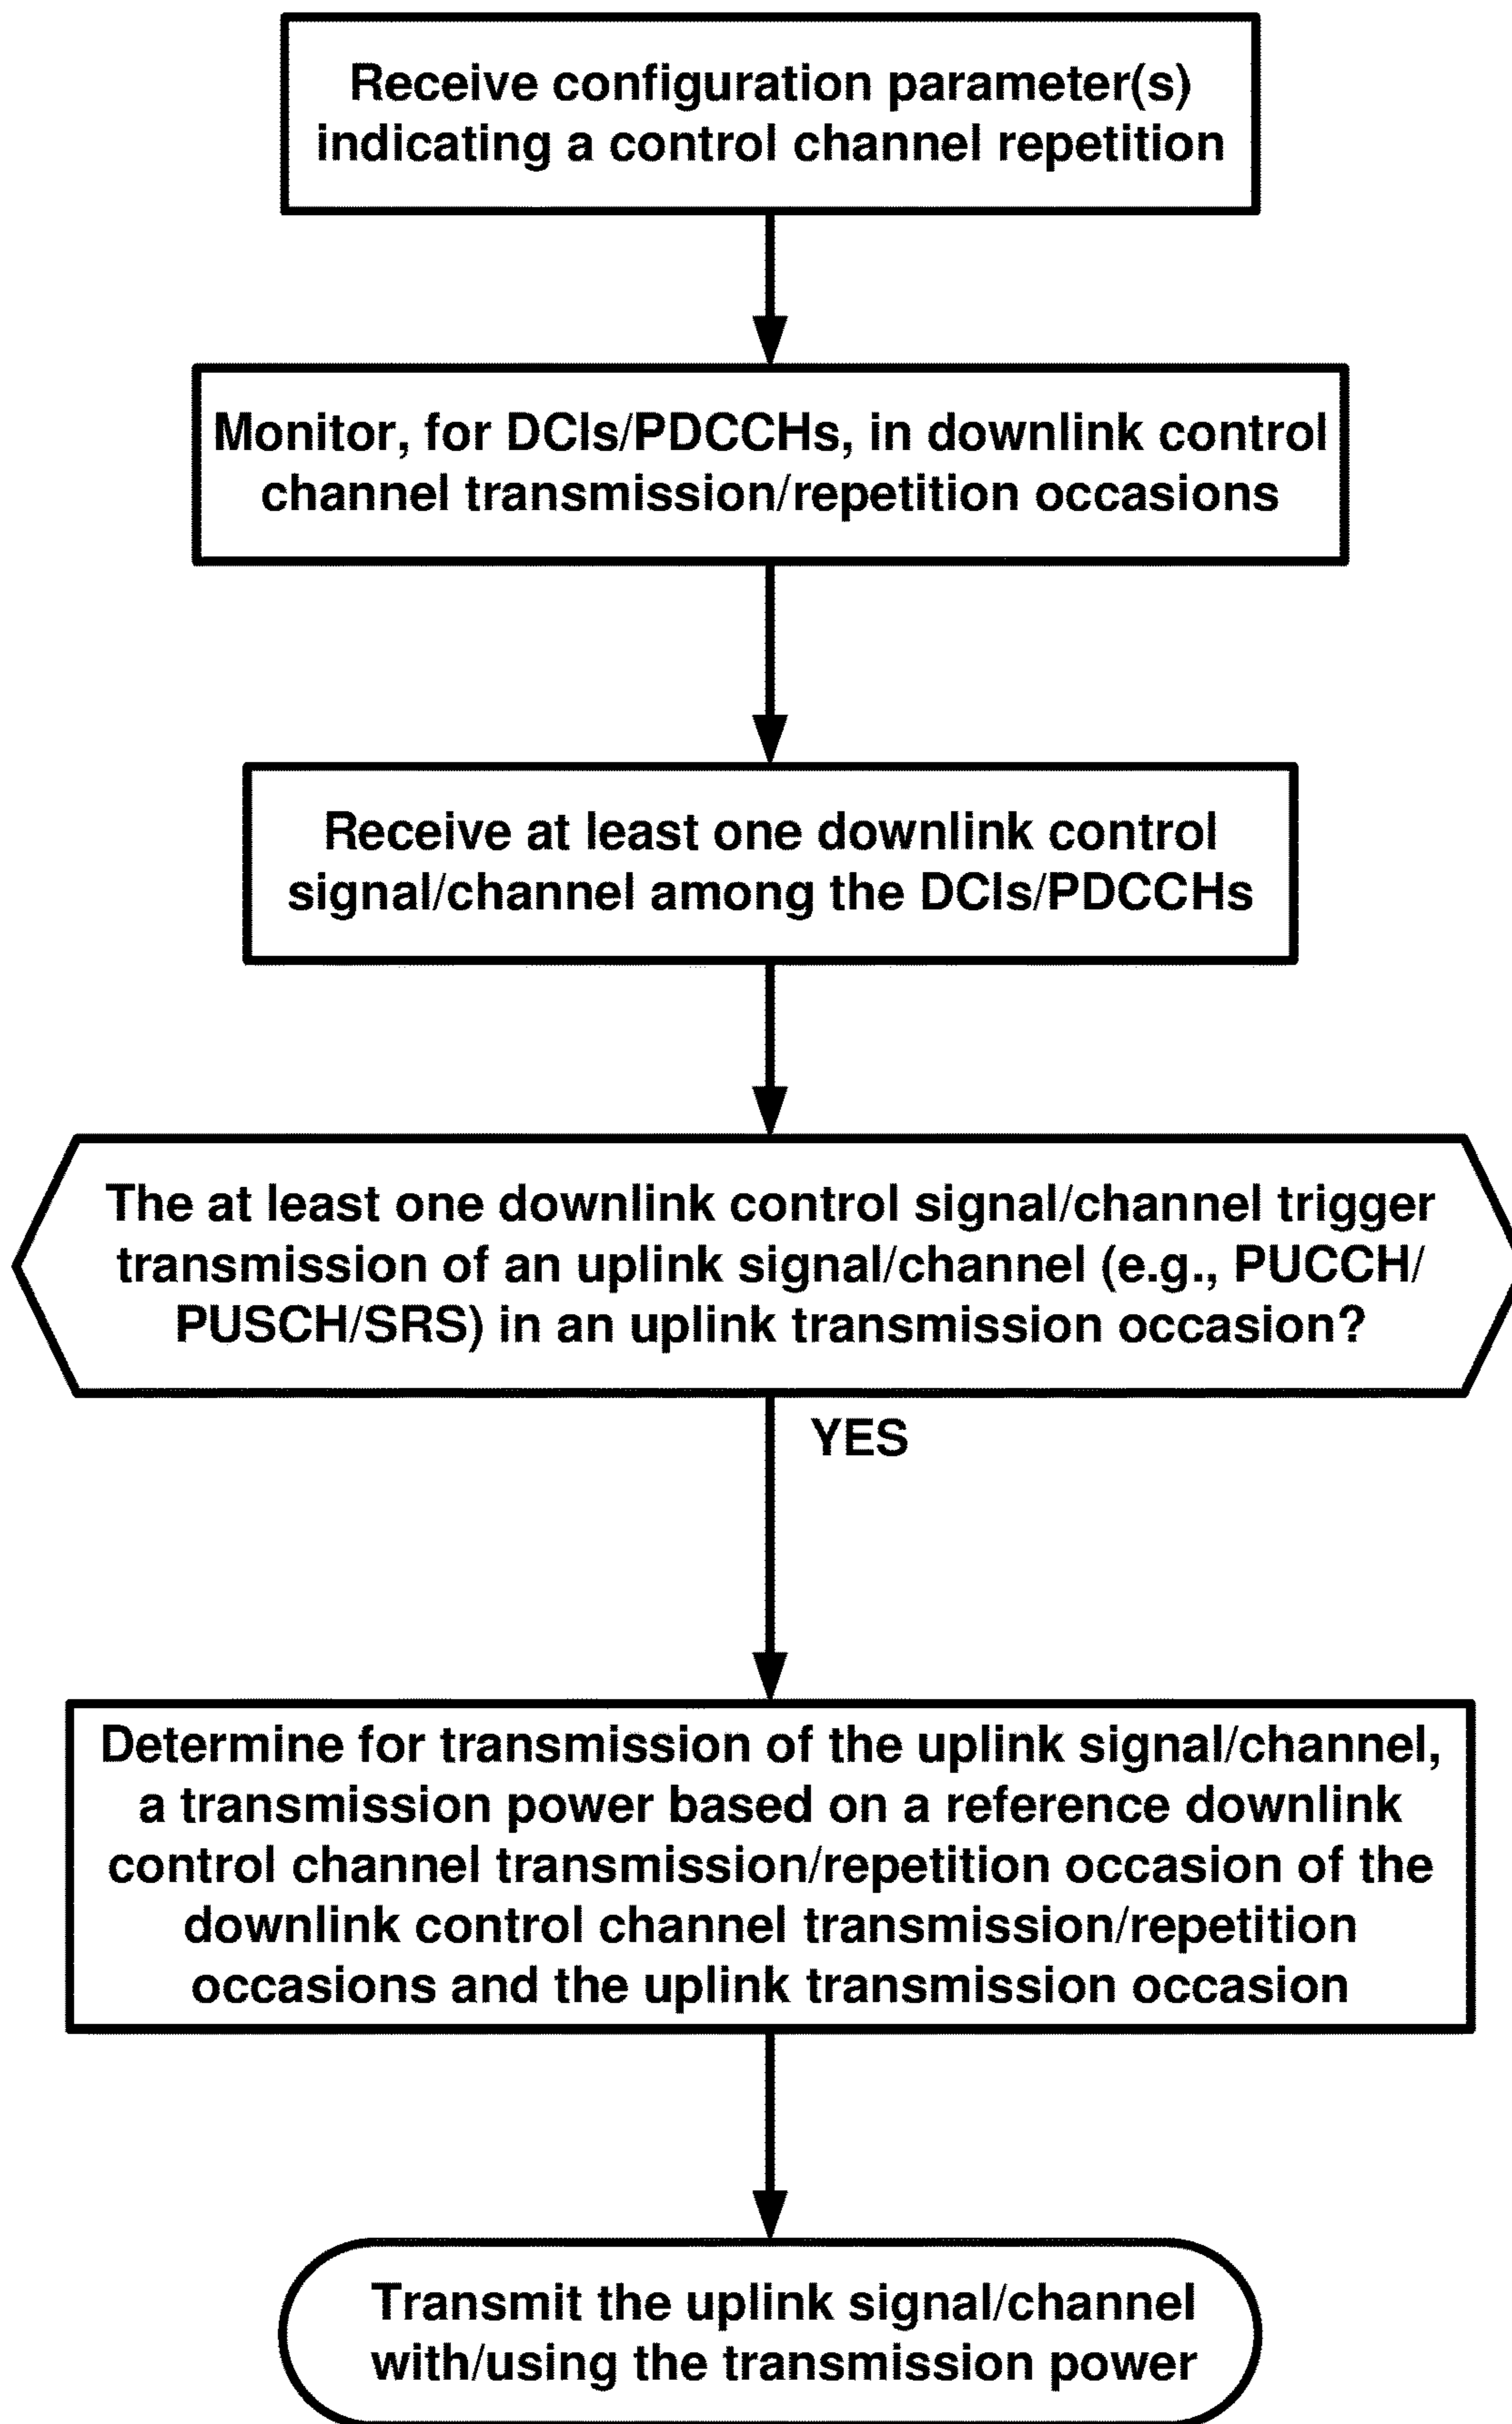 Receive configuration parameter(s)
indicating a control channel repetition
Monitor, for DCIs/PDCCHs, in downlink control
channel transmission/repetition occasions
Receive at least one downlink control
signal/channel among the DCIs/PDCCHs
The at least one downlink control signal/channel trigger
transmission of an uplink signal/channel (e.g., PUCCH/
PUSCH/SRS) in an uplink transmission occasion?
YES
Determine for transmission of the uplink signal/channel,
a transmission power based on a reference downlink
control channel transmission/repetition occasion of the
downlink control channel transmission/repetition
occasions and the uplink transmission occasion
Transmit the uplink signal/channel
with/using the transmission power